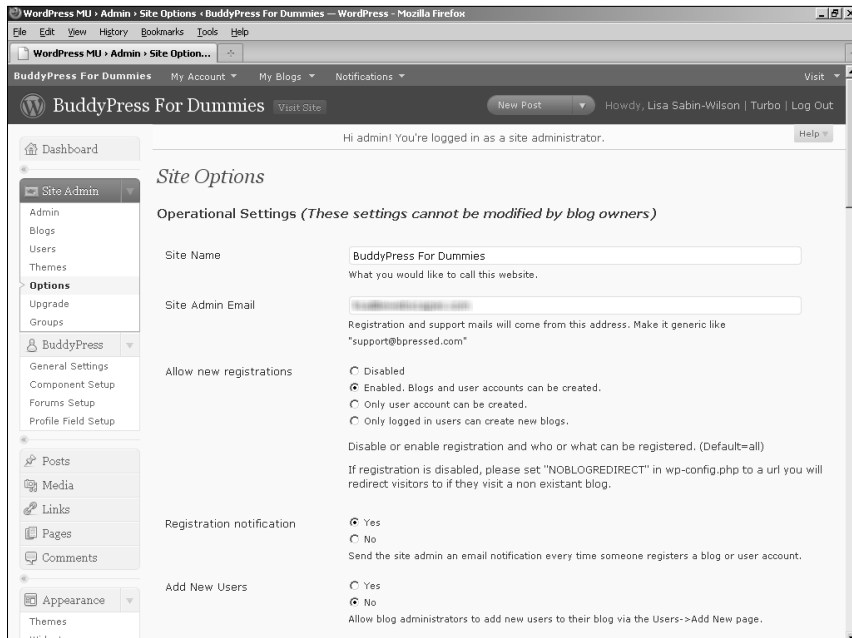 WordPress MU › Admin › Site Options ‹ BuddyPress For Dummies — WordPress - Mozilla Firefox
File Edit View History Bookmarks Tools Help
WordPress MU › Admin › Site Option...
BuddyPress For Dummies My Account My Blogs Notifications Visit
BuddyPress For Dummies Visit Site New Post Howdy, Lisa Sabin-Wilson | Turbo | Log Out
Hi admin! You're logged in as a site administrator. Help
Dashboard
Site Admin
Admin
Blogs
Users
Themes
Options
Upgrade
Groups
BuddyPress
General Settings
Component Setup
Forums Setup
Profile Field Setup
Posts
Media
Links
Pages
Comments
Appearance
Themes
Site Options
Operational Settings (These settings cannot be modified by blog owners)
Site Name BuddyPress For Dummies
What you would like to call this website.
Site Admin Email
Registration and support mails will come from this address. Make it generic like
"support@bpressed.com"
Allow new registrations Disabled
Enabled. Blogs and user accounts can be created.
Only user account can be created.
Only logged in users can create new blogs.
Disable or enable registration and who or what can be registered. (Default=all)
If registration is disabled, please set "NOBLOGREDIRECT" in wp-config.php to a url you will
redirect visitors to if they visit a non existant blog.
Registration notification Yes
No
Send the site admin an email notification every time someone registers a blog or user account.
Add New Users Yes
No
Allow blog administrators to add new users to their blog via the Users->Add New page.